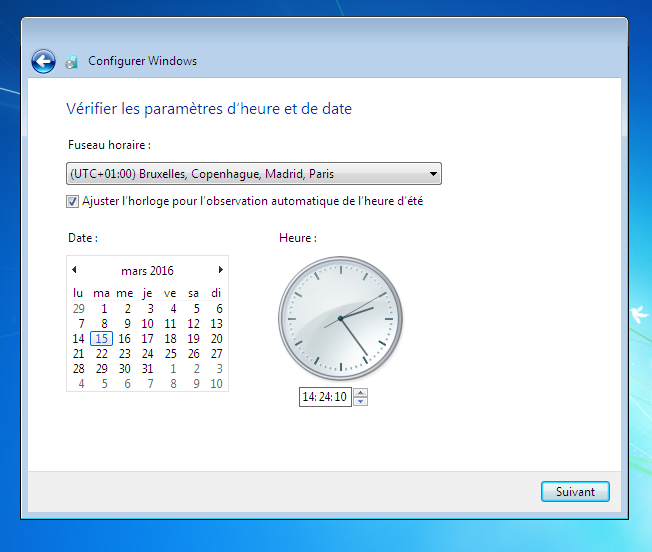 Configurer Windows
Vérifier les paramètres d'heure et de date
Fuseau horaire :
(UTC+01:00) Bruxelles, Copenhague, Madrid, Paris
Ajuster l'horloge pour l'observation automatique de l'heure d'été
Date :
Heure :
mars 2016
lu ma me je ve sa di
29 1 2 3 4 5 6
7 8 9 10 11 12 13
14 15 16 17 18 19 20
21 22 23 24 25 26 27
28 29 30 31 1 2 3
4 5 6 7 8 9 10
14:24:10
Suivant